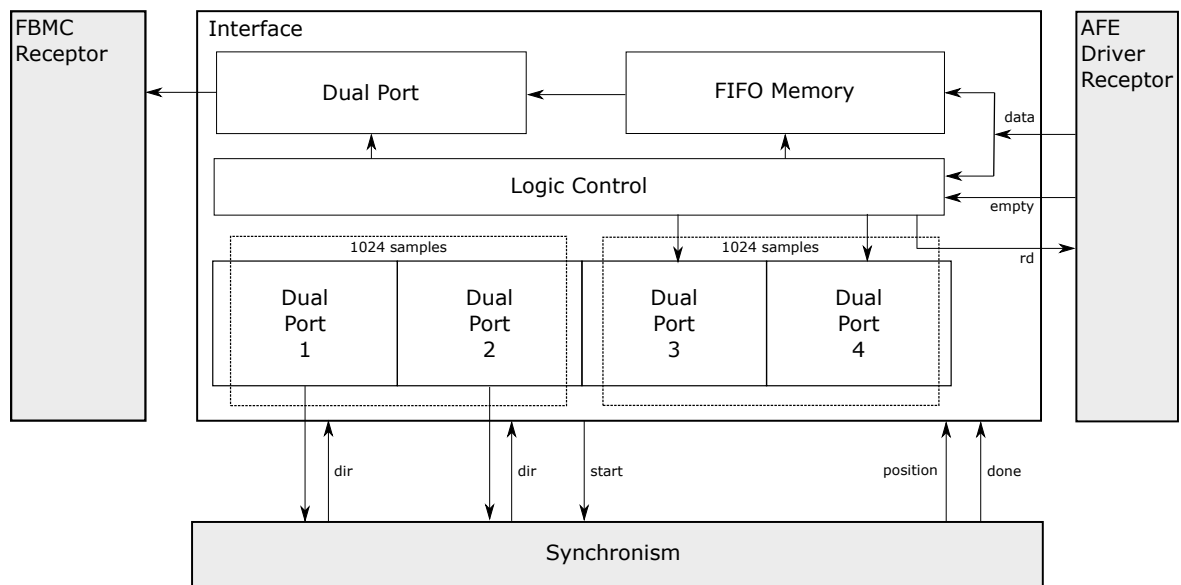 FBMC
Receptor
Interface
AFE
Driver
Receptor
Dual Port
FIFO Memory
data
Logic Control
empty
rd
1024 samples
1024 samples
Dual
Port
1
Dual
Port
2
Dual
Port
3
Dual
Port
4
dir
dir
start
position
done
Synchronism